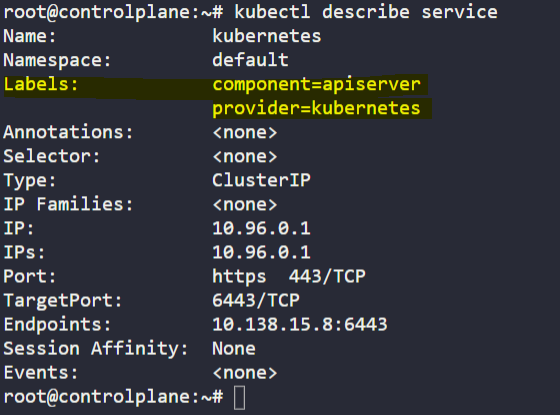 root@controlplane:~# kubectl describe service
Name:              kubernetes
Namespace:         default
Labels:            component=apiserver
                   provider=kubernetes
Annotations:       <none>
Selector:          <none>
Type:              ClusterIP
IP Families:       <none>
IP:                10.96.0.1
IPs:               10.96.0.1
Port:              https  443/TCP
TargetPort:        6443/TCP
Endpoints:         10.138.15.8:6443
Session Affinity:  None
Events:            <none>
root@controlplane:~#